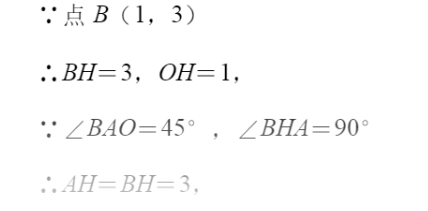 ∵点 B（1，3）
∴BH=3，OH=1，
∵∠BAO=45°，∠BHA=90°
∴AH=BH=3，